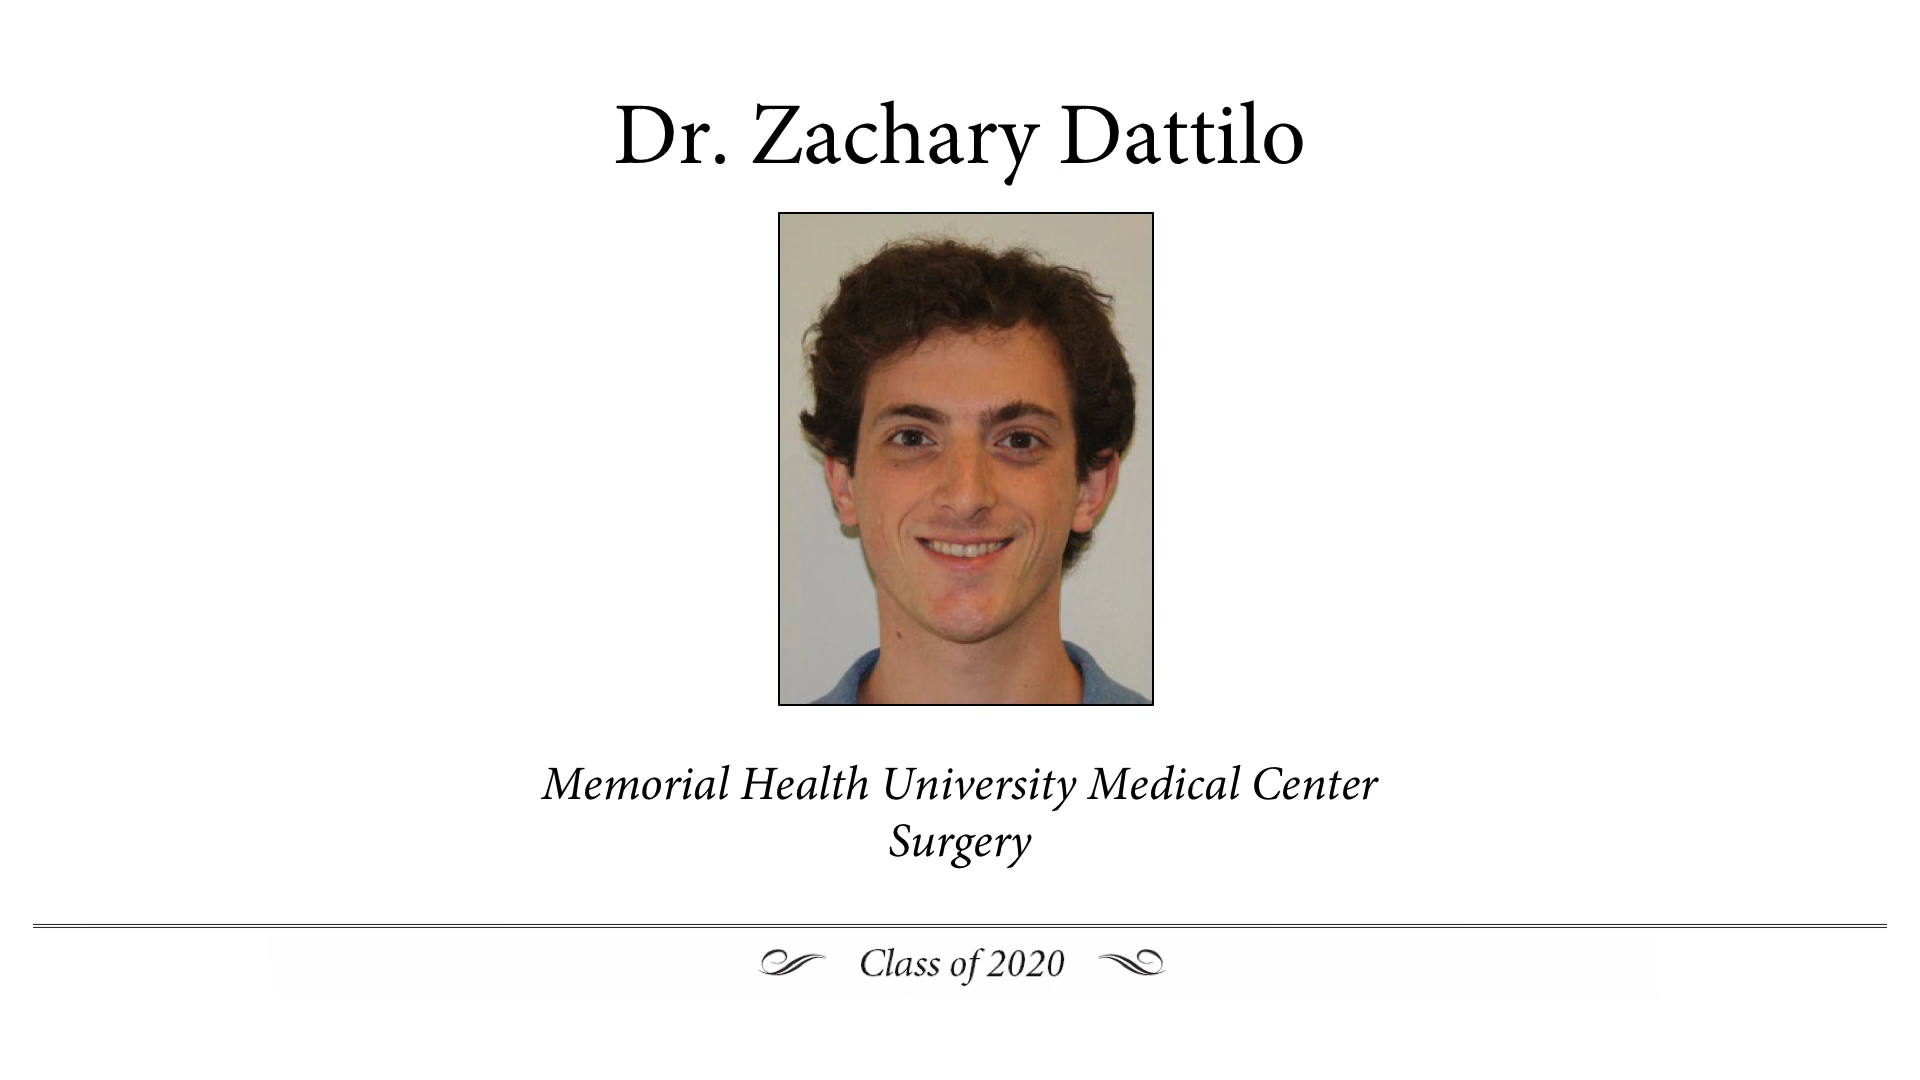 Dr. Zachary Dattilo
Memorial Health University Medical Center
Surgery
Class of 2020